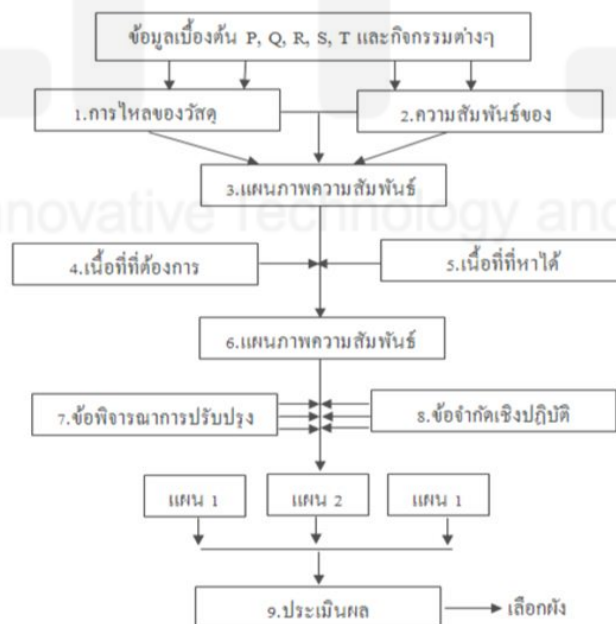 ข้อมูลเบื้องต้น P, Q, R, S, T และกิจกรรมต่างๆ
1.การไหลของวัสดุ
2.ความสัมพันธ์ของ
3.แผนภาพความสัมพันธ์
nnovative Technology and
4.เนื้อที่ที่ต้องการ
5.เนื้อที่ที่หาได้
6.แผนภาพความสัมพันธ์
7.ข้อพิจารณาการปรับปรุง
8.ข้อจำกัดเชิงปฏิบัติ
แผน 1
แผน 2
แผน 1
9.ประเมินผล
เลือกผัง